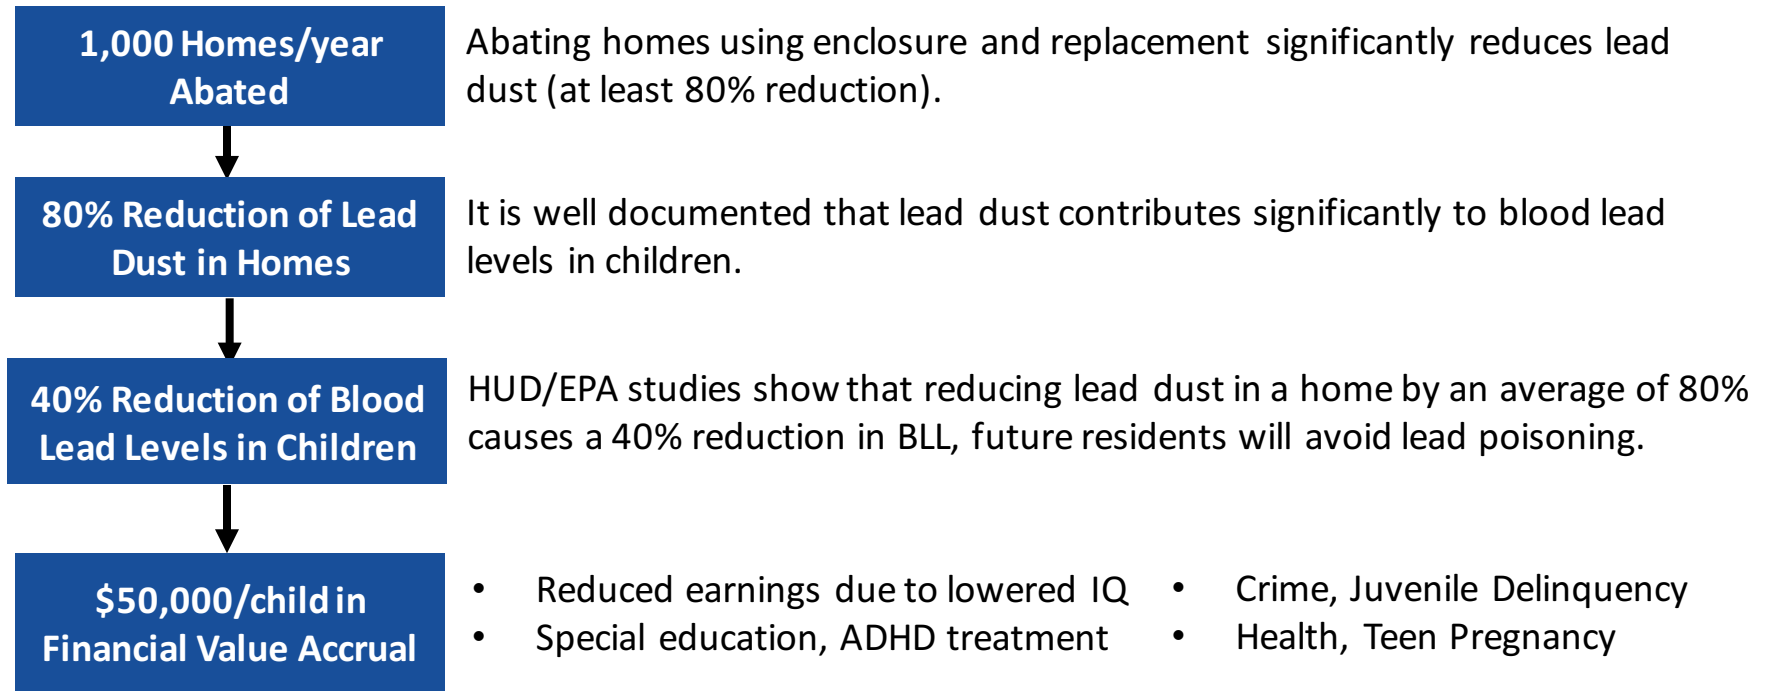 1,000 Homes/year
Abated
Abating homes using enclosure and replacement significantly reduces lead
dust (at least 80% reduction).
80% Reduction of Lead
Dust in Homes
It is well documented that lead dust contributes significantly to blood lead
levels in children.
40% Reduction of Blood
Lead Levels in Children
HUD/EPA studies show that reducing lead dust in a home by an average of 80%
causes a 40% reduction in BLL, future residents will avoid lead poisoning.
$50,000/child in
Financial Value Accrual
• Reduced earnings due to lowered IQ
• Special education, ADHD treatment
• Crime, Juvenile Delinquency
• Health, Teen Pregnancy